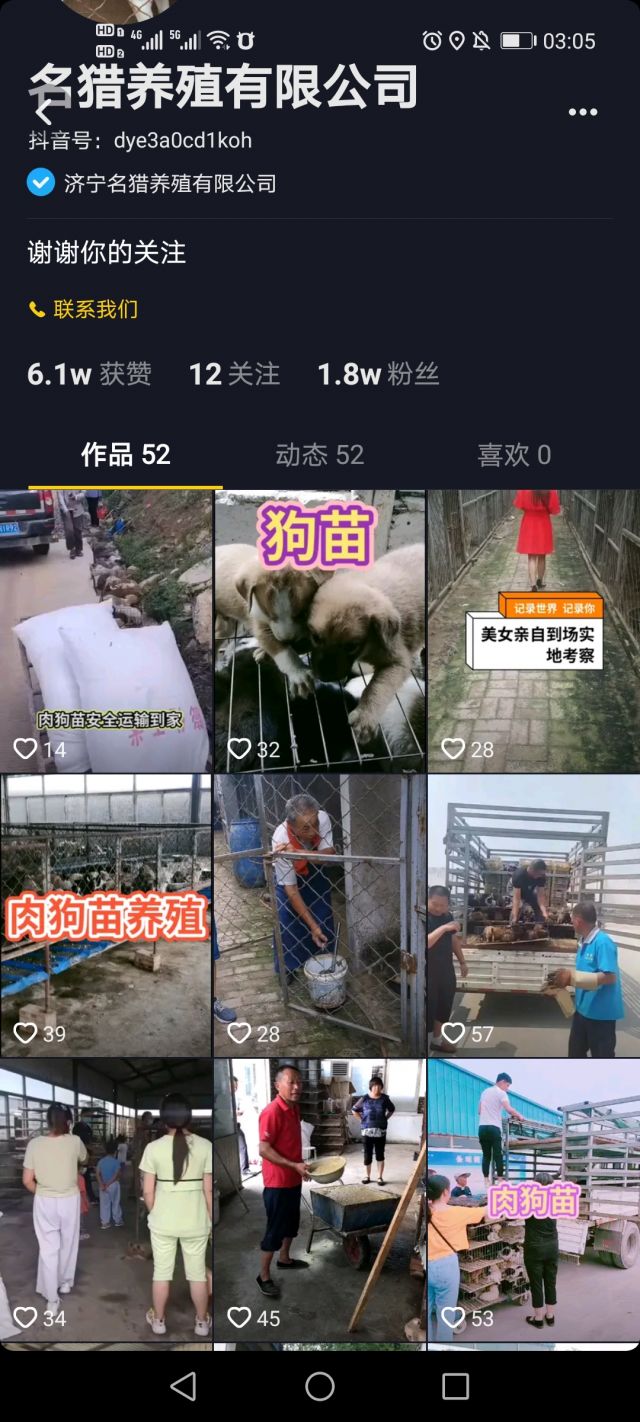 HD 1 4G 5G 03:05
HD 2
名猎养殖有限公司
抖音号：dye3a0cd1koh
济宁名猎养殖有限公司
谢谢你的关注
联系我们
6.1w 获赞 12 关注 1.8w 粉丝
作品 52 动态 52 喜欢 0
肉狗苗安全运输到家
14
狗苗
32
记录世界 记录你
美女亲自到场实
地考察
28
肉狗苗养殖
39
28
57
34
45
肉狗苗
53